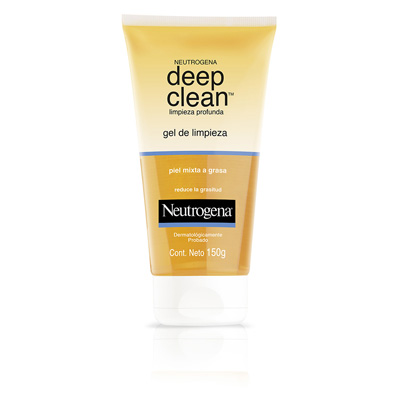 NEUTROGENA
deep
clean™
limpieza profunda
gel de limpieza
piel mixta a grasa
reduce la grasitud
Neutrogena®
Dermatológicamente
Probado
Cont. Neto 150g